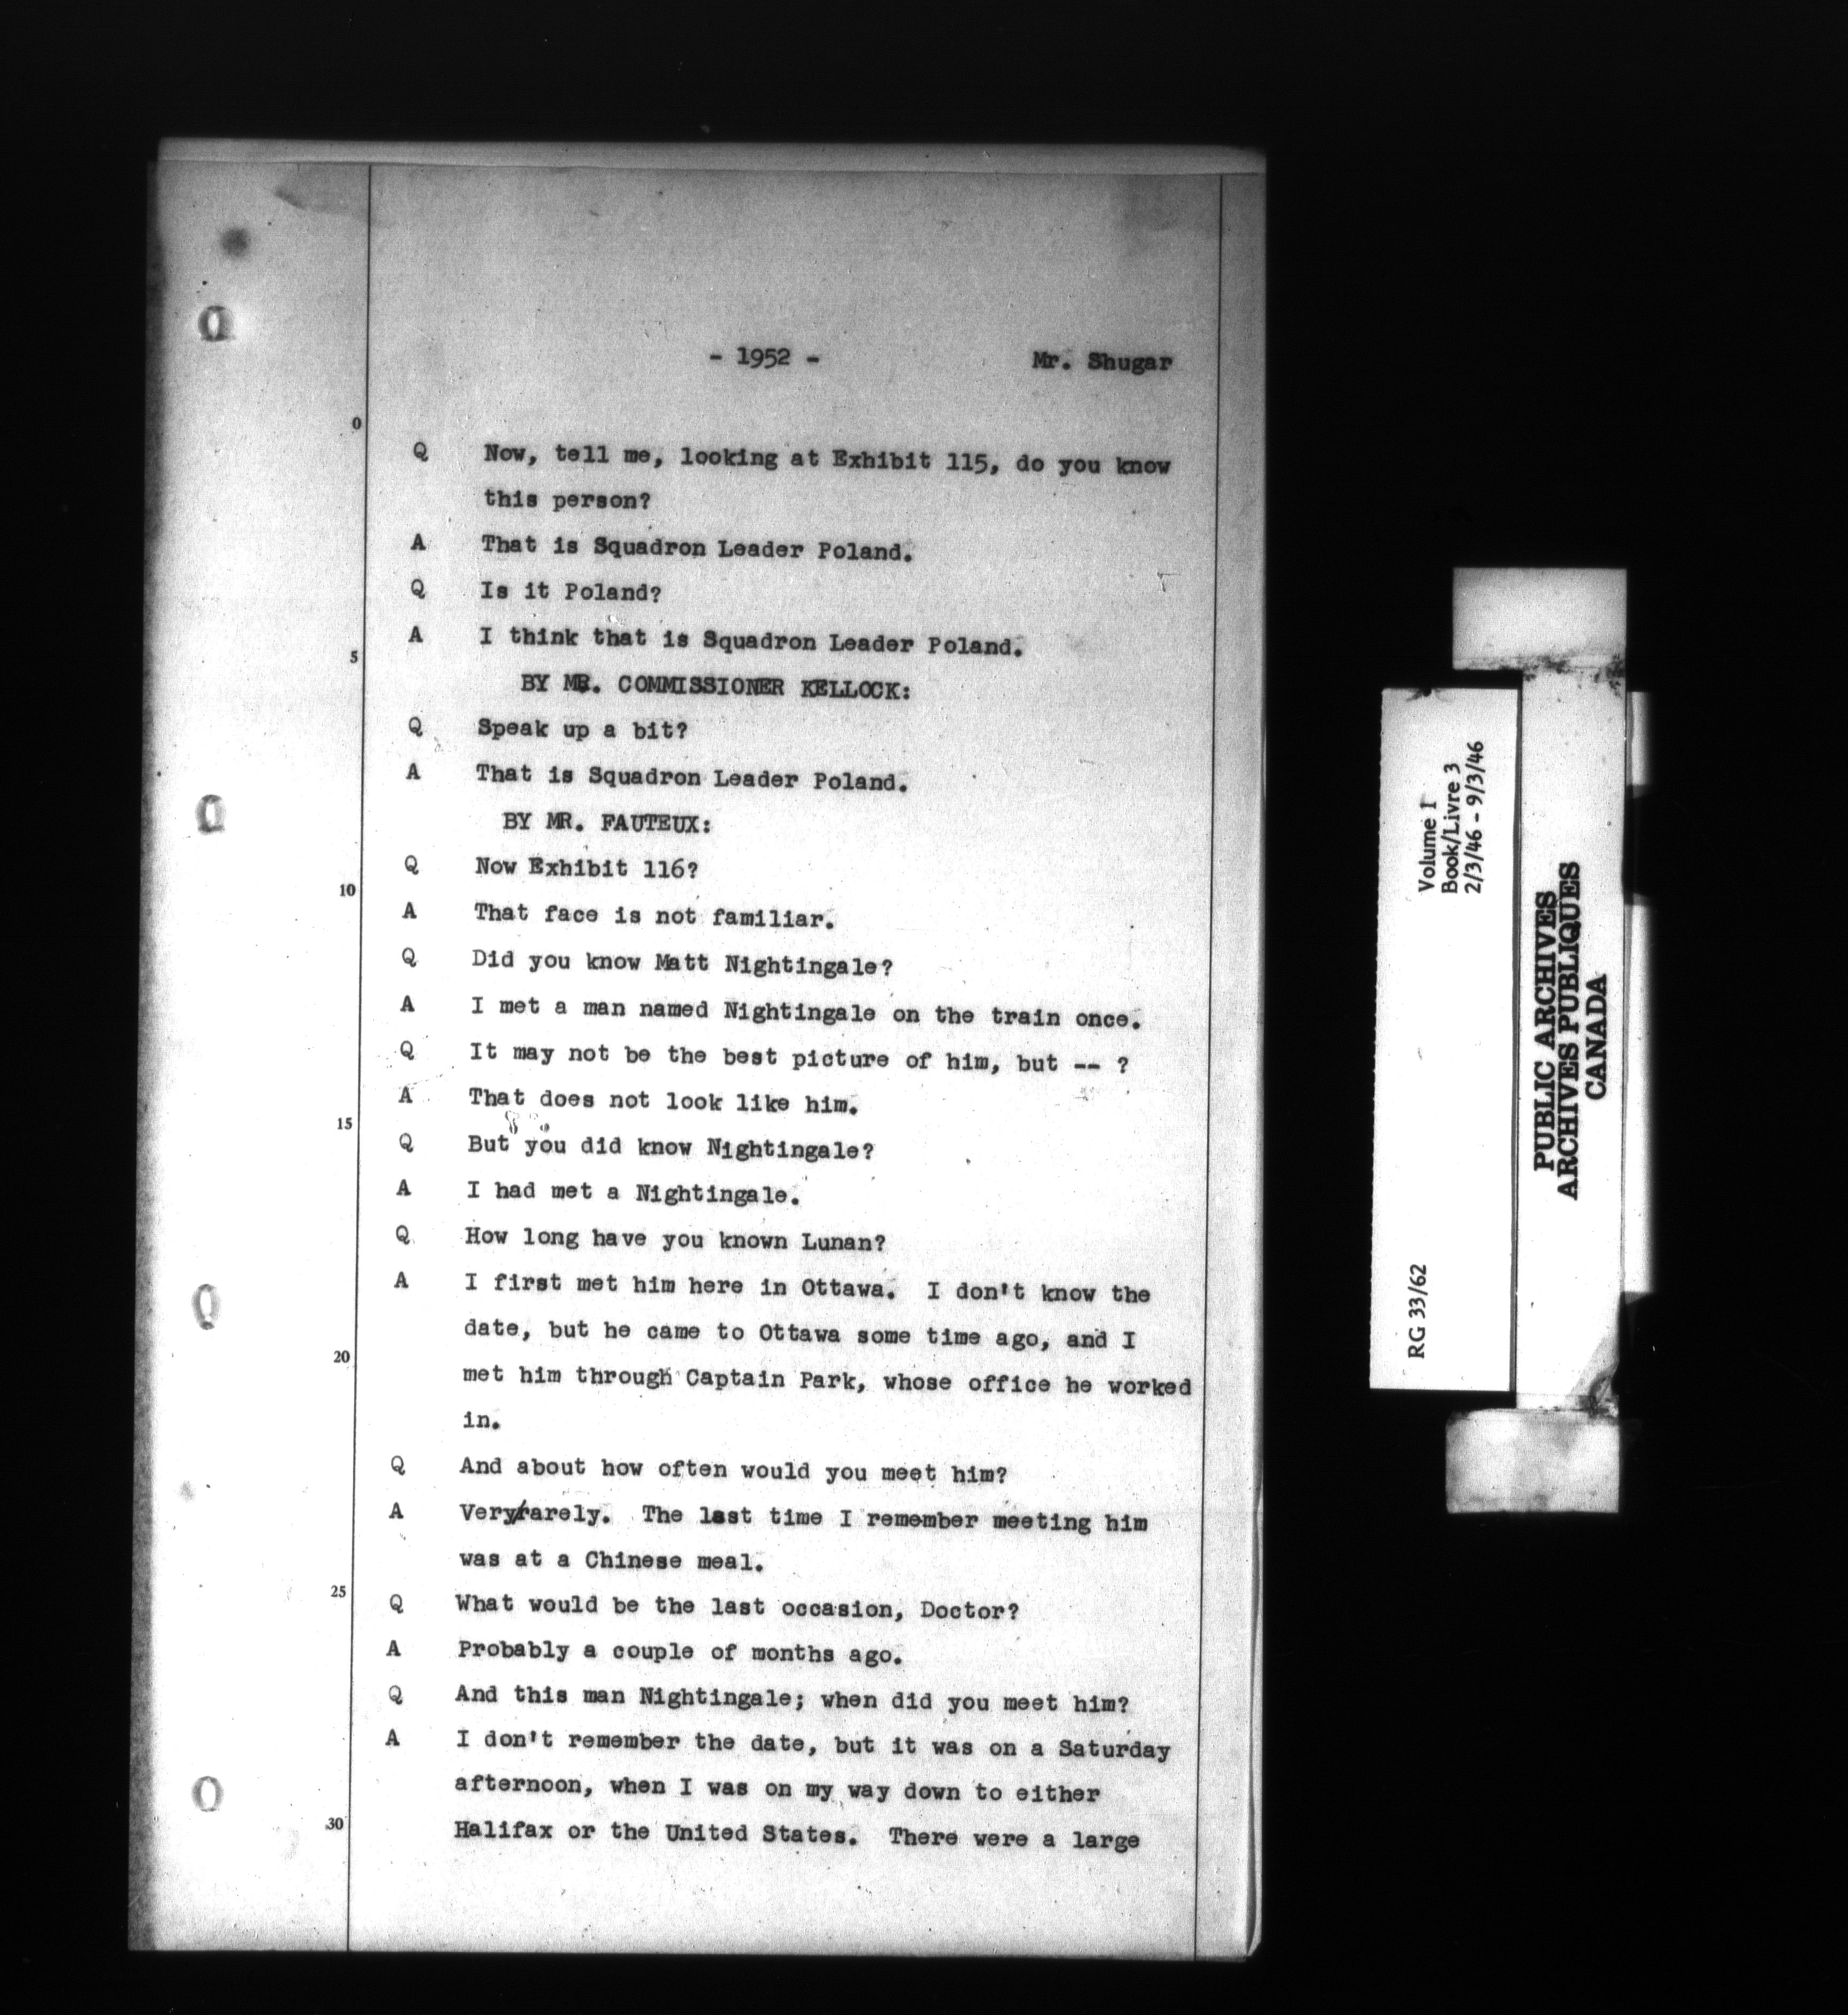 - 1952 - Mr. Shugar
0
Q Now, tell me, looking at Exhibit 115, do you know
this person?
A That is Squadron Leader Poland.
Q Is it Poland?
A I think that is Squadron Leader Poland.
5
BY MR. COMMISSIONER KELLOCK:
Q Speak up a bit?
A That is Squadron Leader Poland.
BY MR. FAUTEUX:
Q Now Exhibit 116?
10
A That face is not familiar.
Q Did you know Matt Nightingale?
A I met a man named Nightingale on the train once.
Q It may not be the best picture of him, but -- ?
A That does not look like him.
15
Q But you did know Nightingale?
A I had met a Nightingale.
Q How long have you known Lunan?
A I first met him here in Ottawa. I don't know the
date, but he came to Ottawa some time ago, and I
20
met him through Captain Park, whose office he worked
in.
Q And about how often would you meet him?
A Very/rarely. The last time I remember meeting him
was at a Chinese meal.
25
Q What would be the last occasion, Doctor?
A Probably a couple of months ago.
Q And this man Nightingale; when did you meet him?
A I don't remember the date, but it was on a Saturday
afternoon, when I was on my way down to either
30
Halifax or the United States. There were a large
RG 33/62
Volume 1
Book/Livre 3
2/3/46 - 9/3/46
PUBLIC ARCHIVES
ARCHIVES PUBLIQUES
CANADA